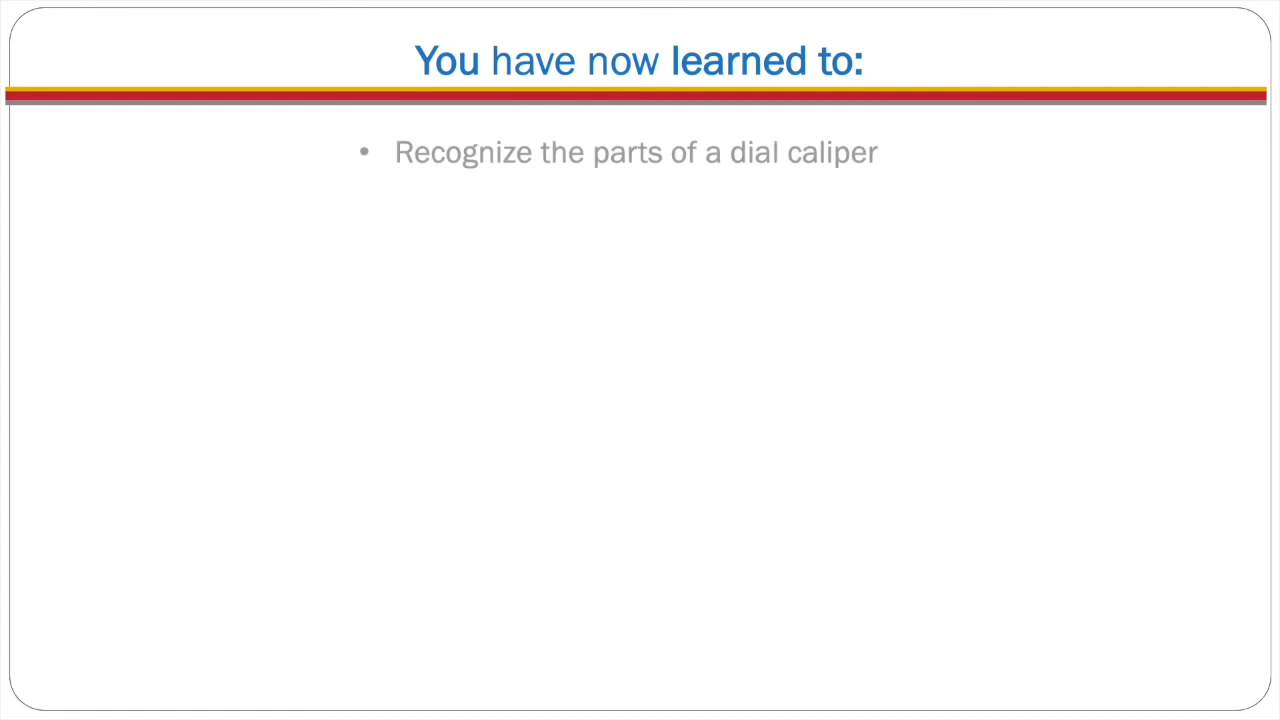 You have now learned to:
• Recognize the parts of a dial caliper